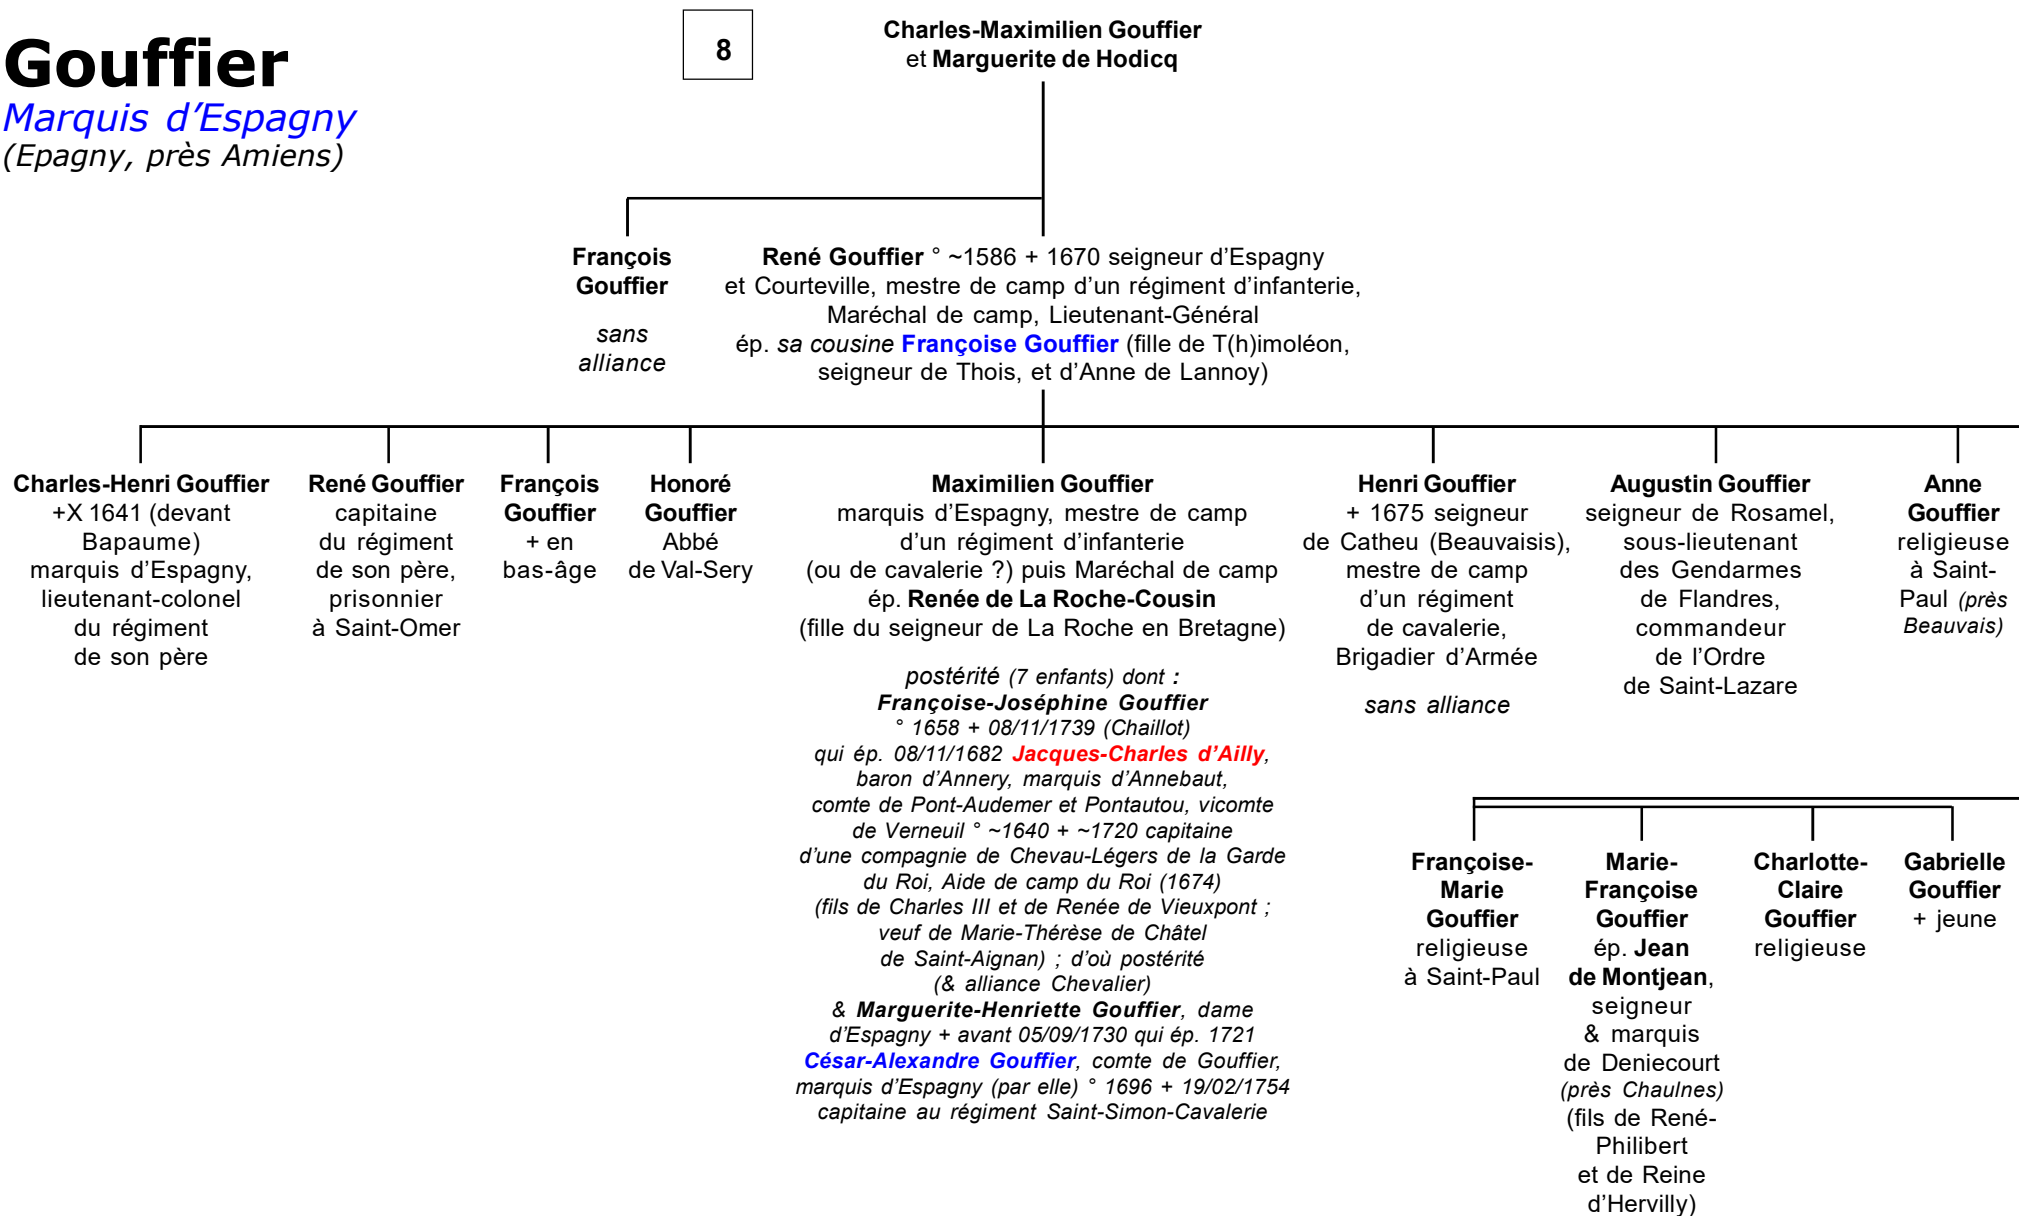 Gouffier
Marquis d’Espagny
(Epagny, près Amiens)
8
Charles-Maximilien Gouffier
et Marguerite de Hodicq
François
Gouffier
sans
alliance
René Gouffier ° ~1586 + 1670 seigneur d’Espagny
et Courteville, mestre de camp d’un régiment d’infanterie,
Maréchal de camp, Lieutenant-Général
ép. sa cousine Françoise Gouffier (fille de T(h)imoléon,
seigneur de Thois, et d’Anne de Lannoy)
Charles-Henri Gouffier
+X 1641 (devant
Bapaume)
marquis d’Espagny,
lieutenant-colonel
du régiment
de son père
René Gouffier
capitaine
du régiment
de son père,
prisonnier
à Saint-Omer
François
Gouffier
+ en
bas-âge
Honoré
Gouffier
Abbé
de Val-Sery
Maximilien Gouffier
marquis d’Espagny, mestre de camp
d’un régiment d’infanterie
(ou de cavalerie ?) puis Maréchal de camp
ép. Renée de La Roche-Cousin
(fille du seigneur de La Roche en Bretagne)
postérité (7 enfants) dont :
Françoise-Joséphine Gouffier
° 1658 + 08/11/1739 (Chaillot)
qui ép. 08/11/1682 Jacques-Charles d’Ailly,
baron d’Annery, marquis d’Annebaut,
comte de Pont-Audemer et Pontautou, vicomte
de Verneuil ° ~1640 + ~1720 capitaine
d’une compagnie de Chevau-Légers de la Garde
du Roi, Aide de camp du Roi (1674)
(fils de Charles III et de Renée de Vieuxpont ;
veuf de Marie-Thérèse de Châtel
de Saint-Aignan) ; d’où postérité
(& alliance Chevalier)
& Marguerite-Henriette Gouffier, dame
d’Espagny + avant 05/09/1730 qui ép. 1721
César-Alexandre Gouffier, comte de Gouffier,
marquis d’Espagny (par elle) ° 1696 + 19/02/1754
capitaine au régiment Saint-Simon-Cavalerie
Henri Gouffier
+ 1675 seigneur
de Catheu (Beauvaisis),
mestre de camp
d’un régiment
de cavalerie,
Brigadier d’Armée
sans alliance
Augustin Gouffier
seigneur de Rosamel,
sous-lieutenant
des Gendarmes
de Flandres,
commandeur
de l’Ordre
de Saint-Lazare
Anne
Gouffier
religieuse
à Saint-
Paul (près
Beauvais)
Françoise-
Marie
Gouffier
religieuse
à Saint-Paul
Marie-
Françoise
Gouffier
ép. Jean
de Montjean,
seigneur
& marquis
de Deniecourt
(près Chaulnes)
(fils de René-
Philibert
et de Reine
d’Hervilly)
Charlotte-
Claire
Gouffier
religieuse
Gabrielle
Gouffier
+ jeune